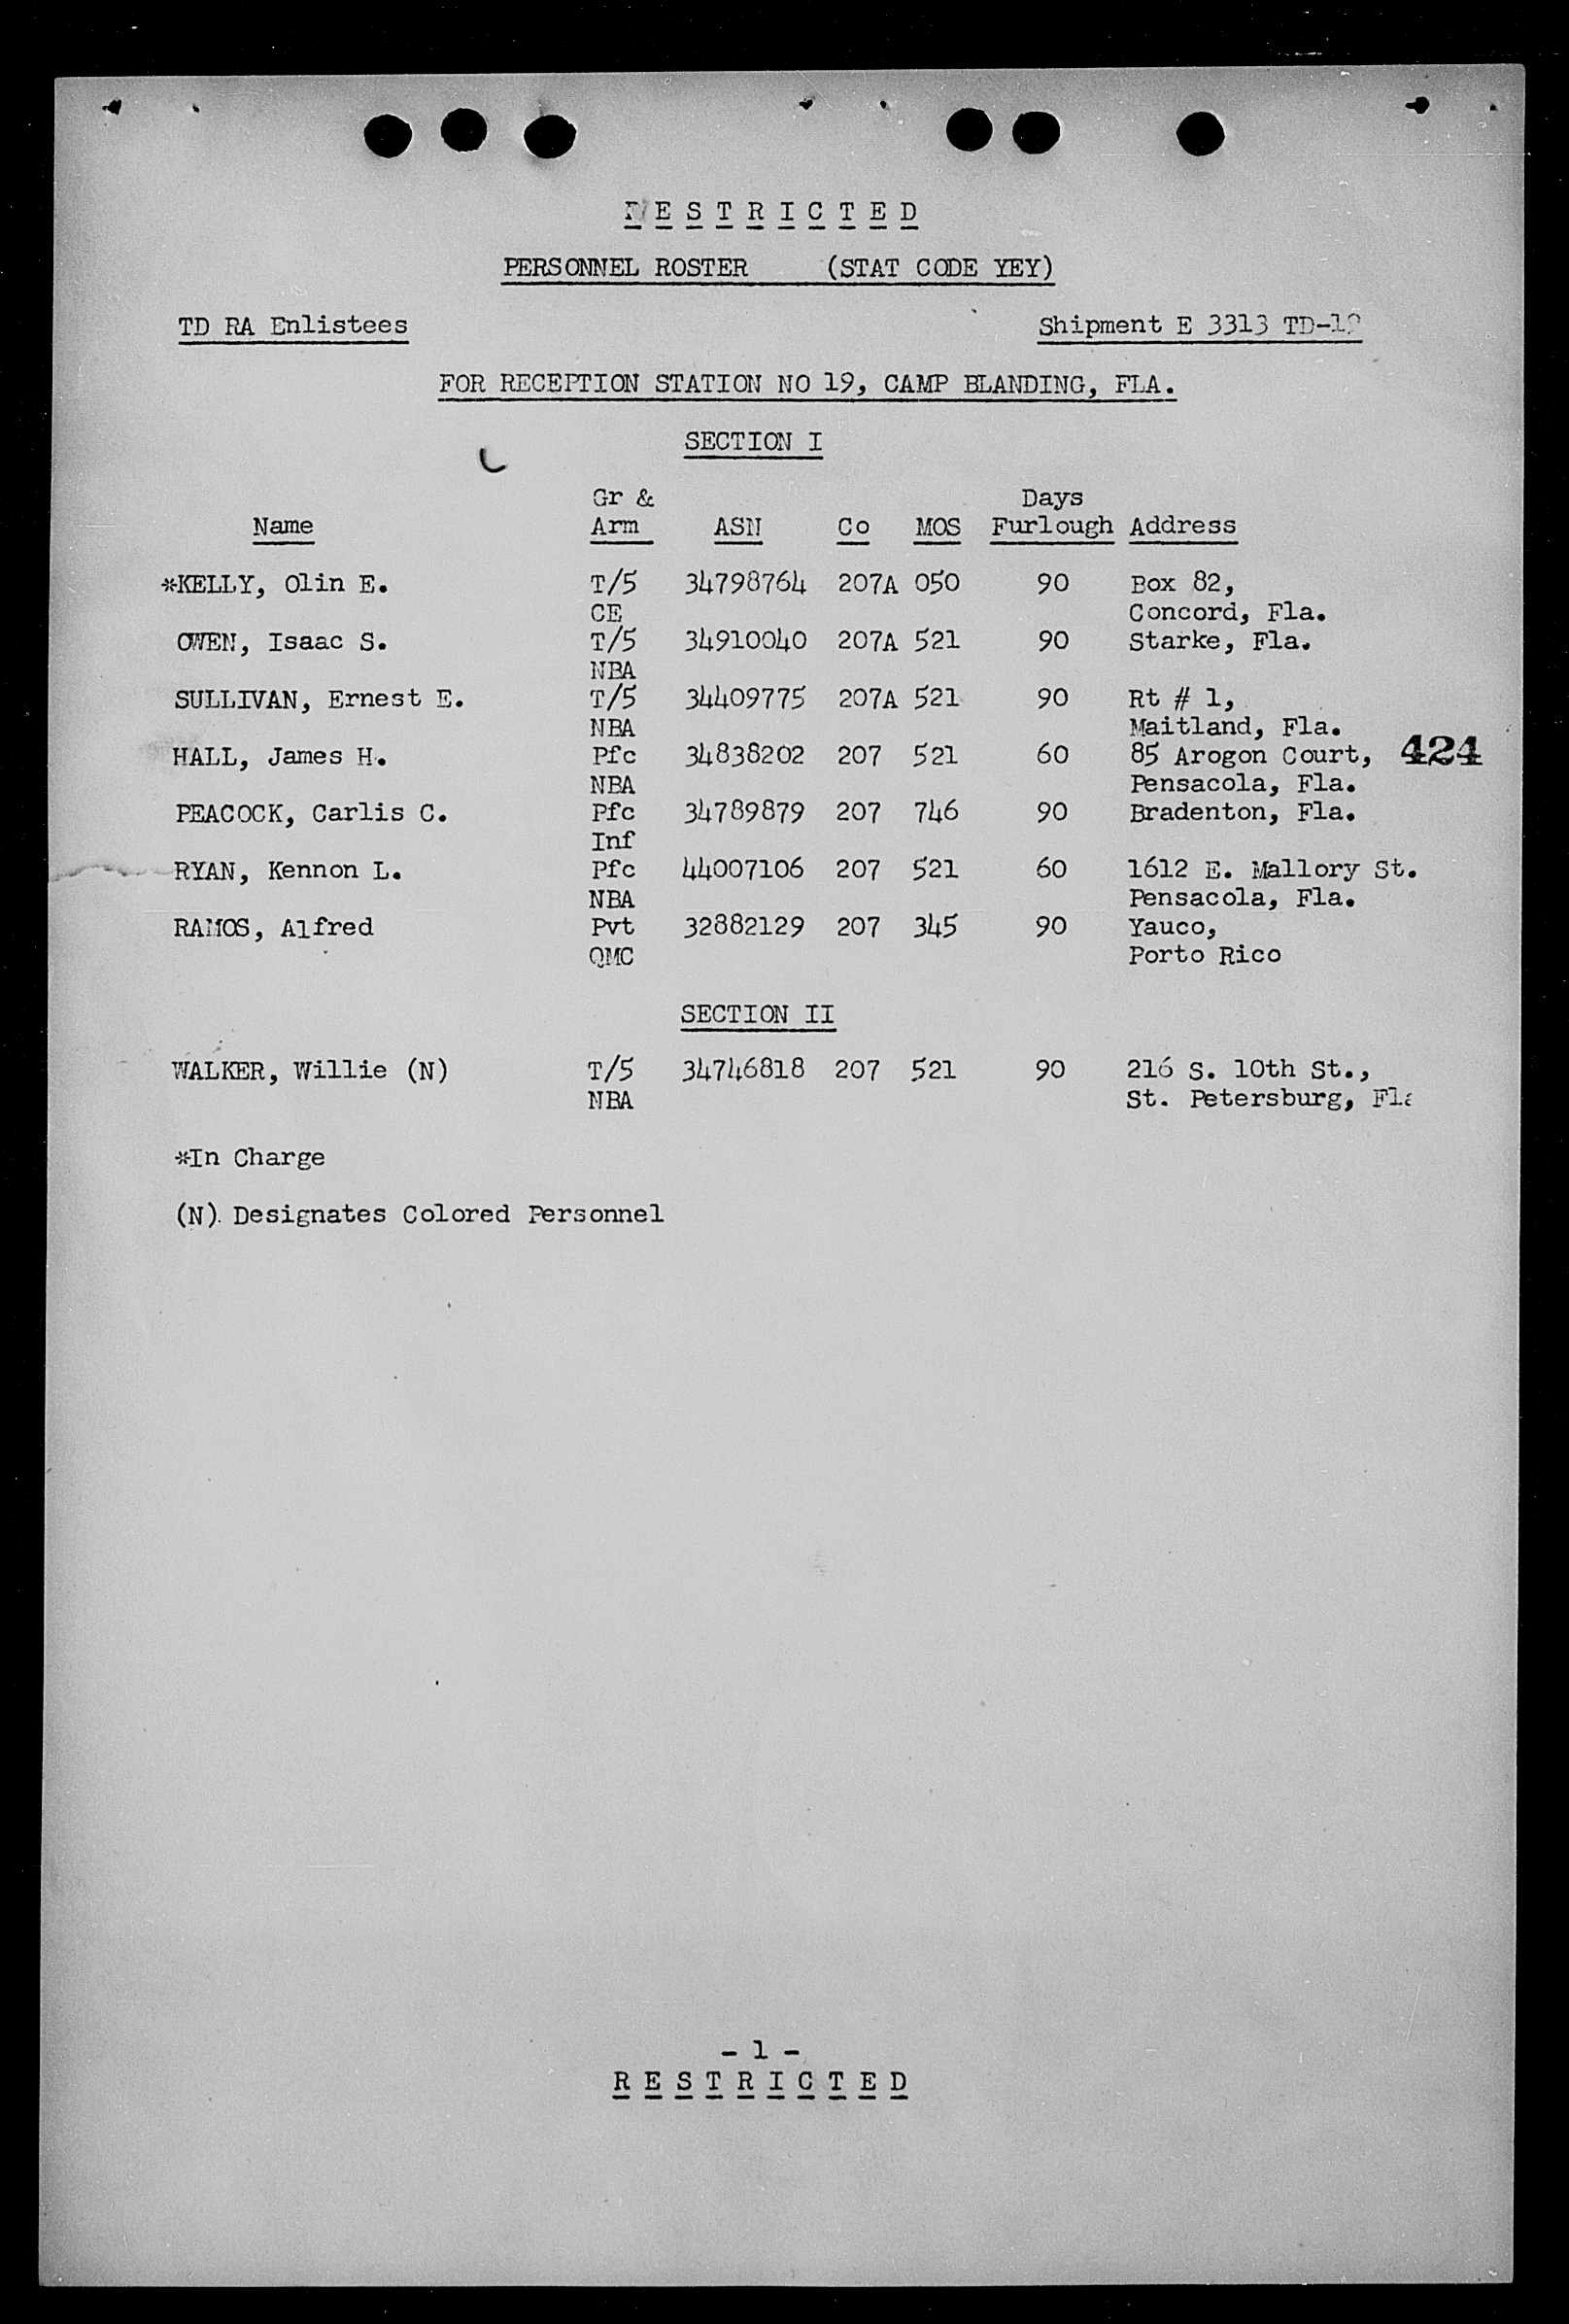 RESTRICTED
PERSONNEL ROSTER (STAT CODE YEY)
TD RA Enlistees Shipment E 3313 TD-19
FOR RECEPTION STATION NO 19, CAMP BLANDING, FLA.
SECTION I
Gr & Days
Name Arm ASN Co MOS Furlough Address
*KELLY, Olin E. T/5 34798764 207A 050 90 Box 82,
CE Concord, Fla.
OWEN, Isaac S. T/5 34910040 207A 521 90 Starke, Fla.
NBA
SULLIVAN, Ernest E. T/5 34409775 207A 521 90 Rt # 1,
NBA Maitland, Fla.
HALL, James H. Pfc 34838202 207 521 60 85 Arogon Court, 424
NBA Pensacola, Fla.
PEACOCK, Carlis C. Pfc 34789879 207 746 90 Bradenton, Fla.
Inf
RYAN, Kennon L. Pfc 44007106 207 521 60 1612 E. Mallory St.
NBA Pensacola, Fla.
RAMOS, Alfred Pvt 32882129 207 345 90 Yauco,
QMC Porto Rico
SECTION II
WALKER, Willie (N) T/5 34746818 207 521 90 216 S. 10th St.,
NBA St. Petersburg, Fla
*In Charge
(N) Designates Colored Personnel
- 1 -
RESTRICTED